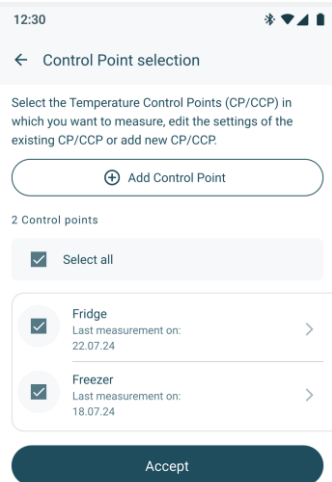 12:30
Control Point selection
Select the Temperature Control Points (CP/CCP) in
which you want to measure, edit the settings of the
existing CP/CCP or add new CP/CCP.
Add Control Point
2 Control points
Select all
Fridge
Last measurement on:
22.07.24
Freezer
Last measurement on:
18.07.24
Accept